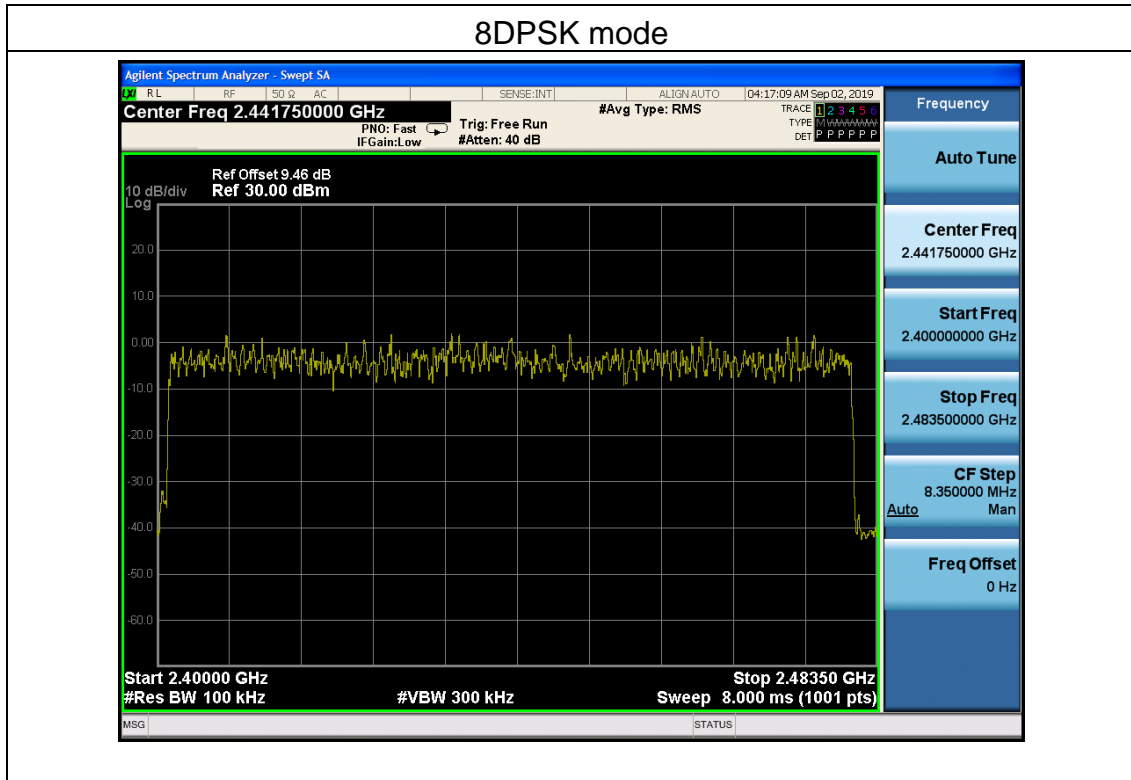 8DPSK mode
Agilent Spectrum Analyzer - Swept SA
LXI RL RF 50 Ω AC SENSE:INT ALIGN AUTO 04:17:09 AM Sep 02, 2019
Center Freq 2.441750000 GHz
PNO: Fast
IFGain:Low
Trig: Free Run
#Atten: 40 dB
#Avg Type: RMS
TRACE 1 2 3 4 5 6
TYPE M
DET P P P P P P
Ref Offset 9.46 dB
10 dB/div Ref 30.00 dBm
Log
20.0
10.0
0.00
-10.0
-20.0
-30.0
-40.0
-50.0
-60.0
Start 2.40000 GHz Stop 2.48350 GHz
#Res BW 100 kHz #VBW 300 kHz Sweep 8.000 ms (1001 pts)
MSG STATUS
Frequency
Auto Tune
Center Freq
2.441750000 GHz
Start Freq
2.400000000 GHz
Stop Freq
2.483500000 GHz
CF Step
8.350000 MHz
Auto Man
Freq Offset
0 Hz